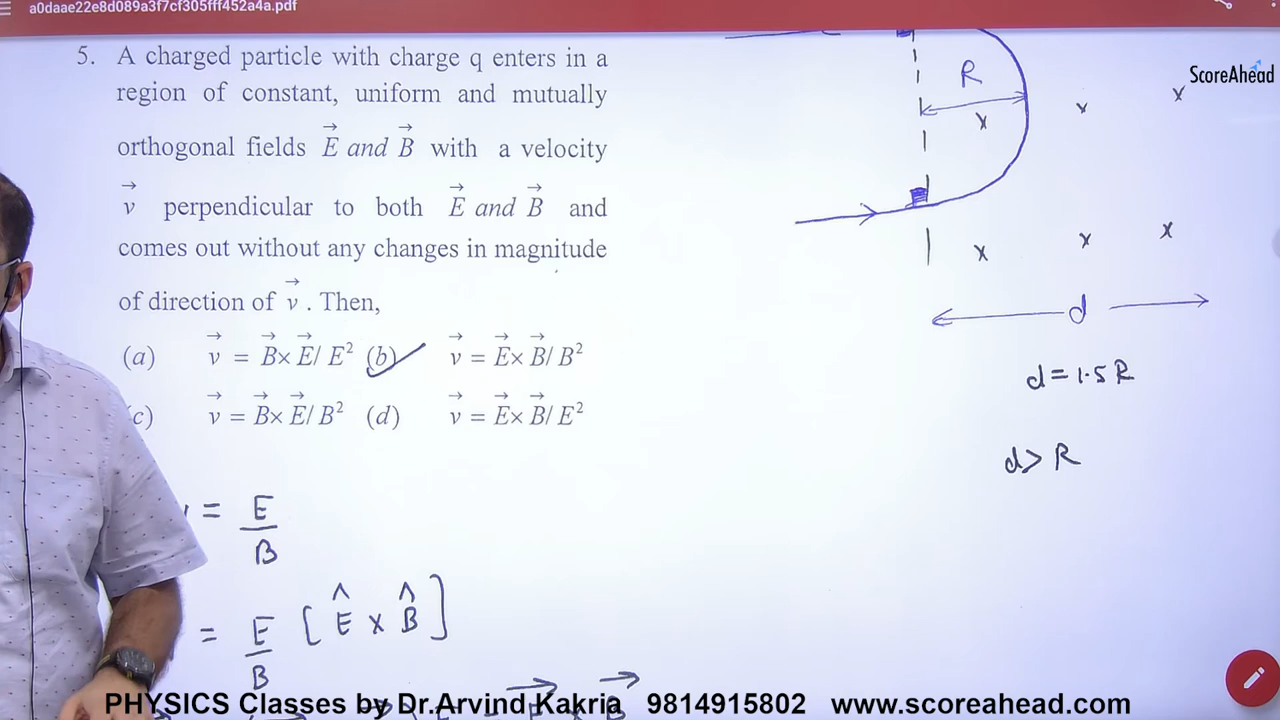 a0daae22e8d089a3f7cf305fff452a4a.pdf
ScoreAhead
5. A charged particle with charge q enters in a
region of constant, uniform and mutually
orthogonal fields E⃗ and B⃗ with a velocity
v⃗ perpendicular to both E⃗ and B⃗ and
comes out without any changes in magnitude
of direction of v⃗ . Then,
(a) v⃗ = B⃗× E⃗/ E² (b) v⃗ = E⃗× B⃗/ B²
c) v⃗ = B⃗× E⃗/ B² (d) v⃗ = E⃗× B⃗/ E²
R
x x x
x x x
d
d = 1.5 R
d > R
= E/B
= E/B [Ê x B̂]
PHYSICS Classes by Dr.Arvind Kakria 9814915802 www.scoreahead.com